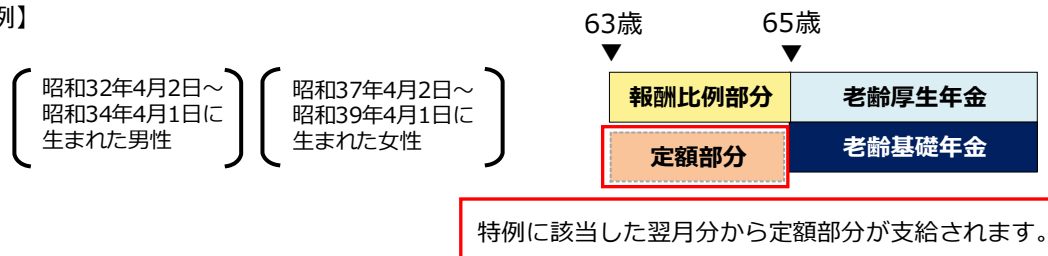 例】
63歳
65歳
昭和32年4月2日～
昭和34年4月1日に
生まれた男性
昭和37年4月2日～
昭和39年4月1日に
生まれた女性
報酬比例部分
老齢厚生年金
定額部分
老齢基礎年金
特例に該当した翌月分から定額部分が支給されます。